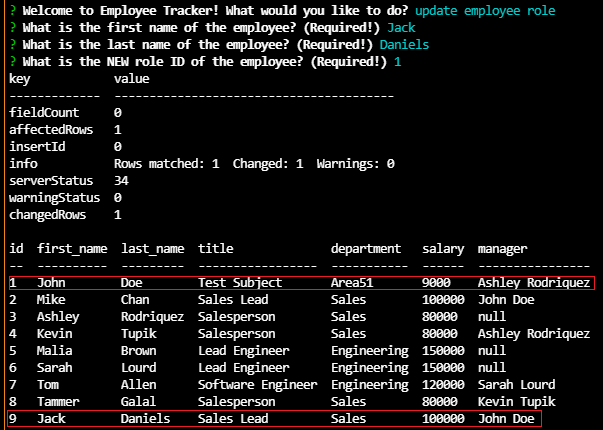 ? Welcome to Employee Tracker! What would you like to do? update employee role
? What is the first name of the employee? (Required!) Jack
? What is the last name of the employee? (Required!) Daniels
? What is the NEW role ID of the employee? (Required!) 1
key            value
-------------  ----------------------------------------
fieldCount     0
affectedRows   1
insertId       0
info           Rows matched: 1  Changed: 1  Warnings: 0
serverStatus   34
warningStatus  0
changedRows    1
id  first_name  last_name  title              department   salary  manager
--  ----------  ---------  -----------------  -----------  ------  ----------------
1   John        Doe        Test Subject       Area51       9000    Ashley Rodriquez
2   Mike        Chan       Sales Lead         Sales        100000  John Doe
3   Ashley      Rodriquez  Salesperson        Sales        80000   null
4   Kevin       Tupik      Salesperson        Sales        80000   Ashley Rodriquez
5   Malia       Brown      Lead Engineer      Engineering  150000  null
6   Sarah       Lourd      Lead Engineer      Engineering  150000  null
7   Tom         Allen      Software Engineer  Engineering  120000  Sarah Lourd
8   Tammer      Galal      Salesperson        Sales        80000   Kevin Tupik
9   Jack        Daniels    Sales Lead         Sales        100000  John Doe